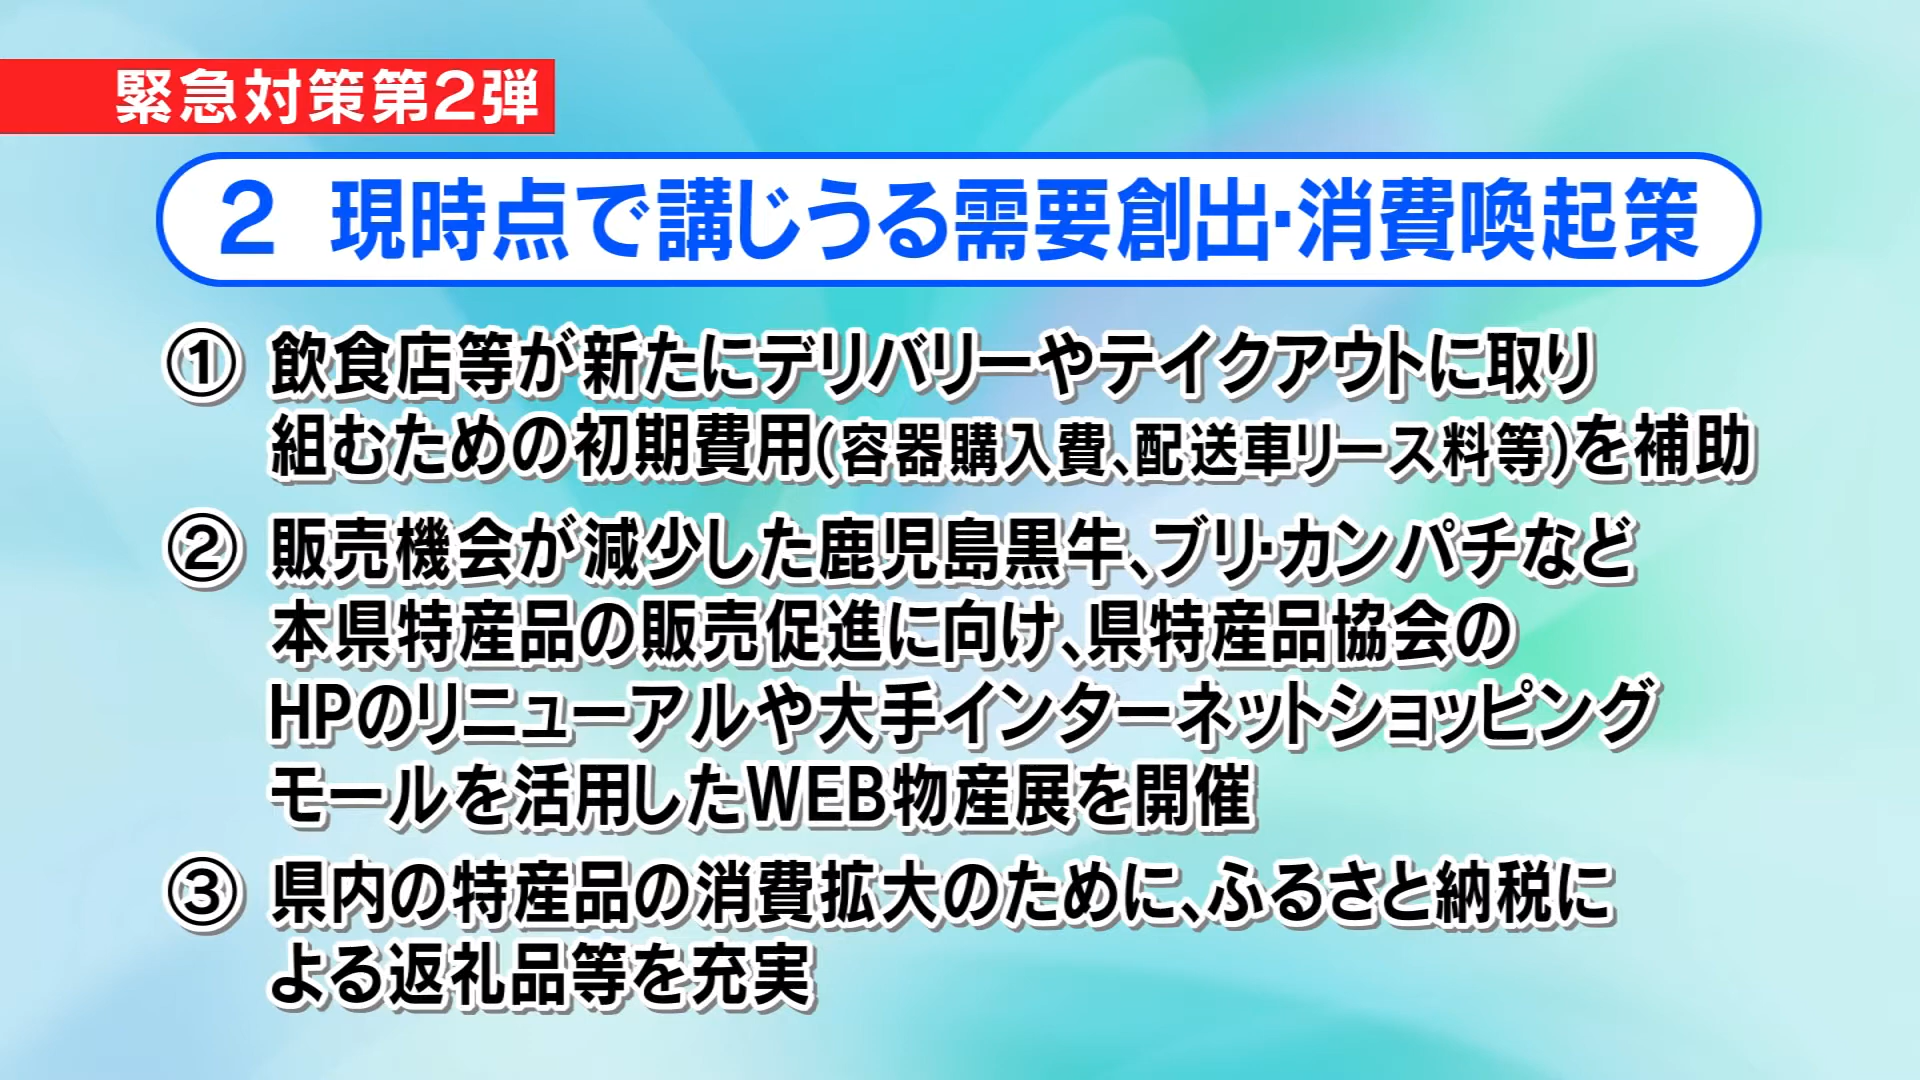 緊急対策第2弾
2 現時点で講じうる需要創出・消費喚起策
① 飲食店等が新たにデリバリーやテイクアウトに取り
組むための初期費用(容器購入費、配送車リース料等)を補助
② 販売機会が減少した鹿児島黒牛、ブリ・カンパチなど
本県特産品の販売促進に向け、県特産品協会の
HPのリニューアルや大手インターネットショッピング
モールを活用したWEB物産展を開催
③ 県内の特産品の消費拡大のために、ふるさと納税に
よる返礼品等を充実